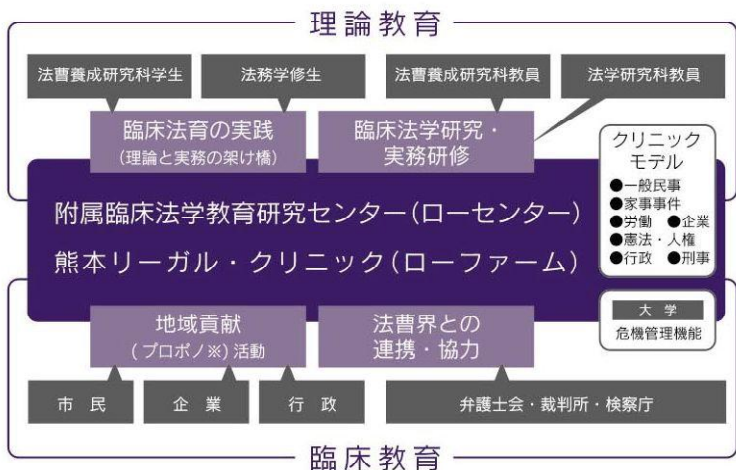 理論教育
法曹養成研究科学生
法務学修生
法曹養成研究科教員
法学研究科教員
臨床法育の実践
(理論と実務の架け橋)
臨床法学研究・
実務研修
クリニック
モデル
●一般民事
●家事事件
●労働 ●企業
●憲法・人権
●行政 ●刑事
附属臨床法学教育研究センター(ローセンター)
熊本リーガル・クリニック(ローファーム)
大学
危機管理機能
地域貢献
(プロボノ※)活動
法曹界との
連携・協力
市民
企業
行政
弁護士会・裁判所・検察庁
臨床教育